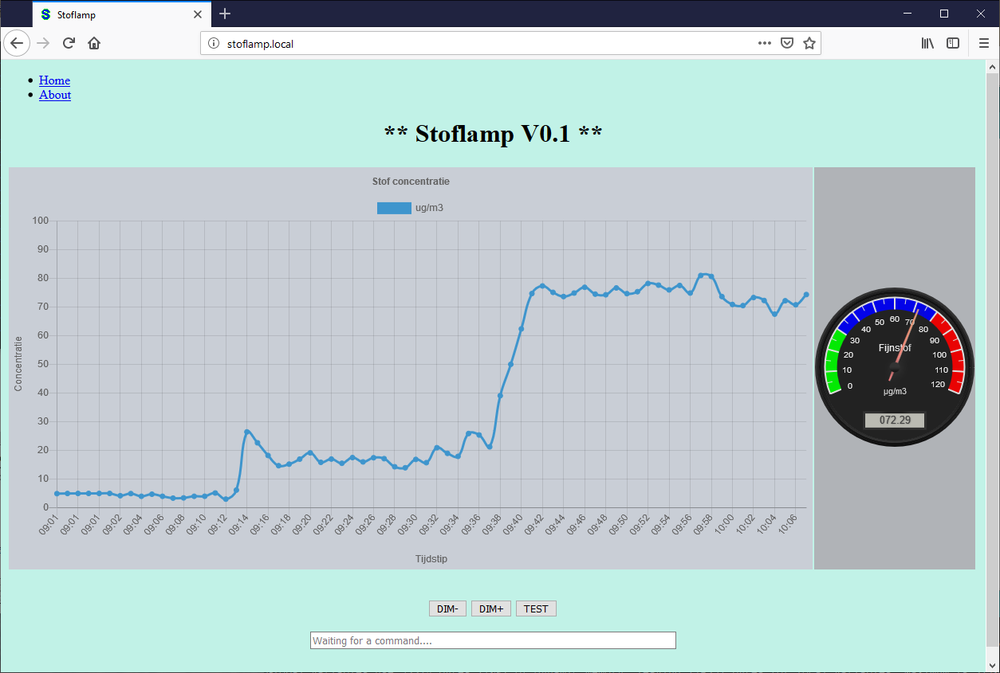 Stoflamp
stoflamp.local
Home
About
** Stoflamp V0.1 **
Stof concentratie
ug/m3
100
90
80
70
60
50
40
30
20
10
0
Concentratie
09:01 09:01 09:01 09:02 09:04 09:06 09:08 09:10 09:12 09:14 09:16 09:18 09:20 09:22 09:24 09:26 09:28 09:30 09:32 09:34 09:36 09:38 09:40 09:42 09:44 09:46 09:48 09:50 09:52 09:54 09:56 09:58 10:00 10:02 10:04 10:06
Tijdstip
0 10 20 30 40 50 60 70 80 90 100 110 120
Fijnstof
µg/m3
072.29
DIM- DIM+ TEST
Waiting for a command....